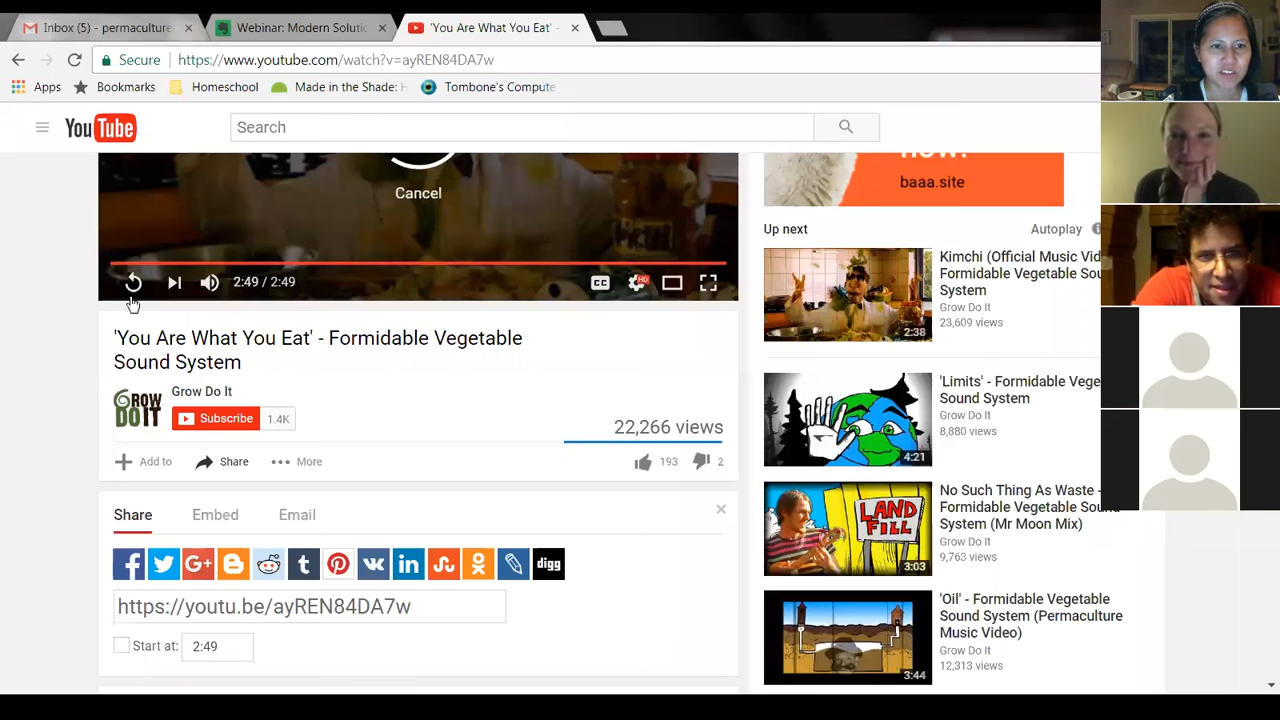 Inbox (5) - permaculture
Webinar: Modern Soluti
'You Are What You Eat' -
Secure
https://www.youtube.com/watch?v=ayREN84DA7w
Apps
Bookmarks
Homeschool
Made in the Shade: H
Tombone's Compute
YouTube
Search
now!
baaa.site
Cancel
2:49 / 2:49
CC
HD
'You Are What You Eat' - Formidable Vegetable
Sound System
GROW
DO IT
Grow Do It
Subscribe
1.4K
22,266 views
Add to
Share
More
193
2
Share
Embed
Email
digg
https://youtu.be/ayREN84DA7w
Start at:
2:49
Up next
Autoplay
Kimchi (Official Music Vid
Formidable Vegetable Sou
System
Grow Do It
23,609 views
2:38
'Limits' - Formidable Vege
Sound System
Grow Do It
8,880 views
4:21
No Such Thing As Waste -
Formidable Vegetable Sou
System (Mr Moon Mix)
Grow Do It
9,763 views
LAND
FILL
3:03
'Oil' - Formidable Vegetable
Sound System (Permaculture
Music Video)
Grow Do It
12,313 views
3:44